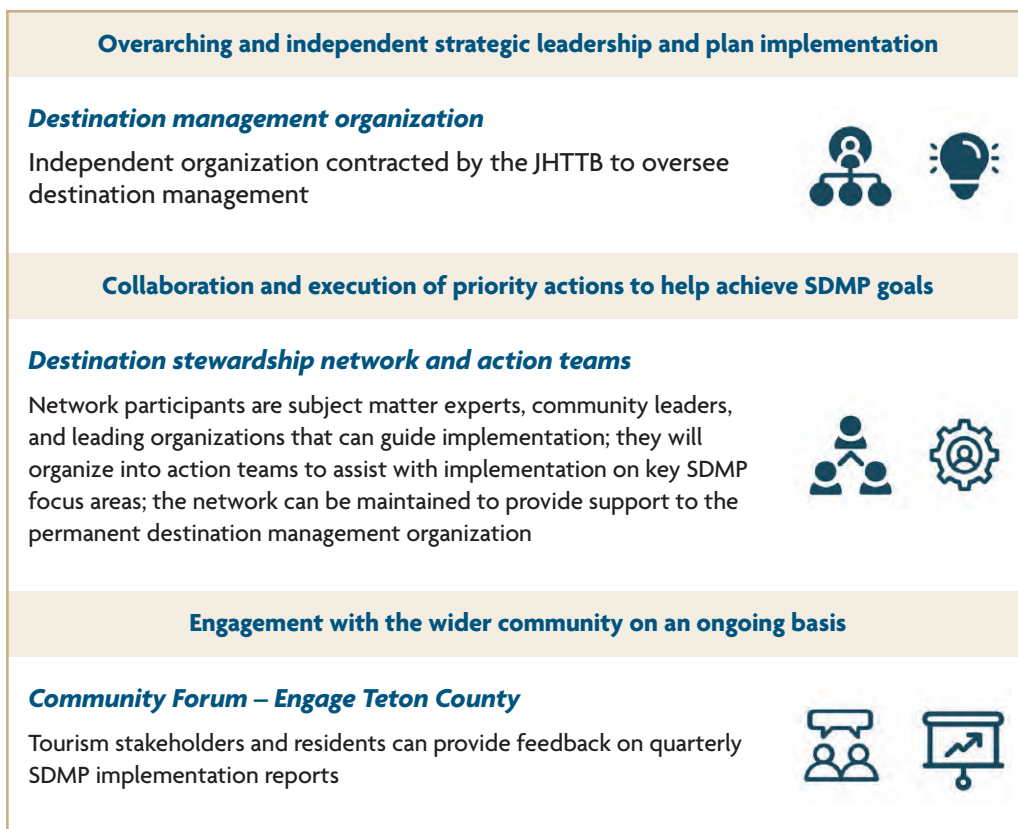 Overarching and independent strategic leadership and plan implementation
Destination management organization
Independent organization contracted by the JHTTB to oversee
destination management
Collaboration and execution of priority actions to help achieve SDMP goals
Destination stewardship network and action teams
Network participants are subject matter experts, community leaders,
and leading organizations that can guide implementation; they will
organize into action teams to assist with implementation on key SDMP
focus areas; the network can be maintained to provide support to the
permanent destination management organization
Engagement with the wider community on an ongoing basis
Community Forum – Engage Teton County
Tourism stakeholders and residents can provide feedback on quarterly
SDMP implementation reports